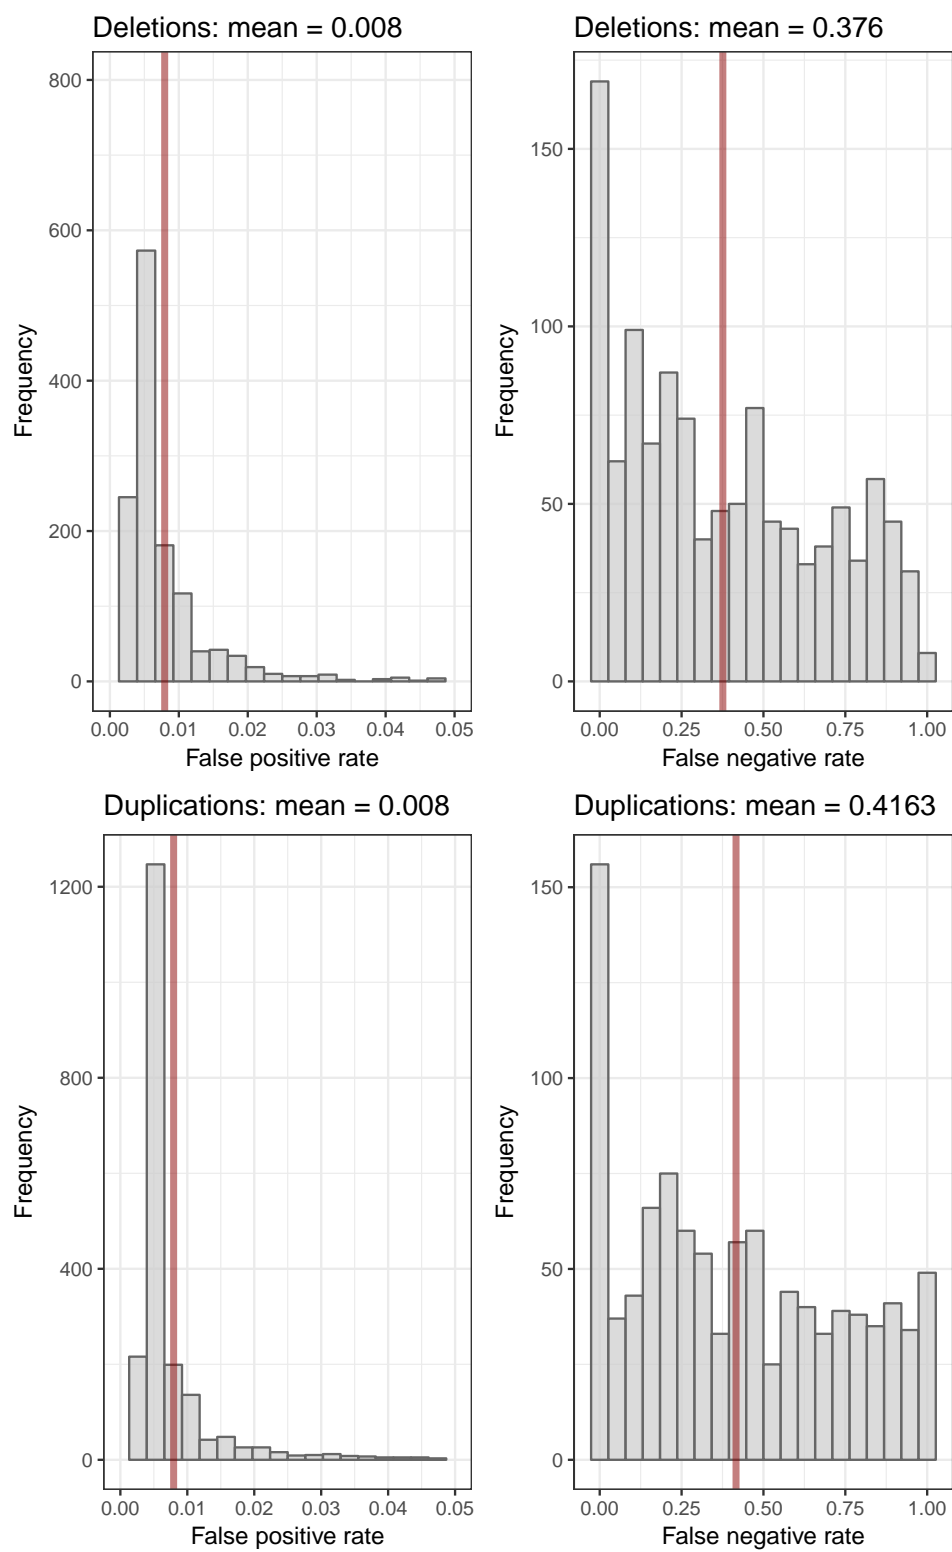 Deletions: mean = 0.008
Frequency
800
600
400
200
0
0.00 0.01 0.02 0.03 0.04 0.05
False positive rate
Deletions: mean = 0.376
Frequency
150
100
50
0
0.00 0.25 0.50 0.75 1.00
False negative rate
Duplications: mean = 0.008
Frequency
1200
800
400
0
0.00 0.01 0.02 0.03 0.04 0.05
False positive rate
Duplications: mean = 0.4163
Frequency
150
100
50
0
0.00 0.25 0.50 0.75 1.00
False negative rate